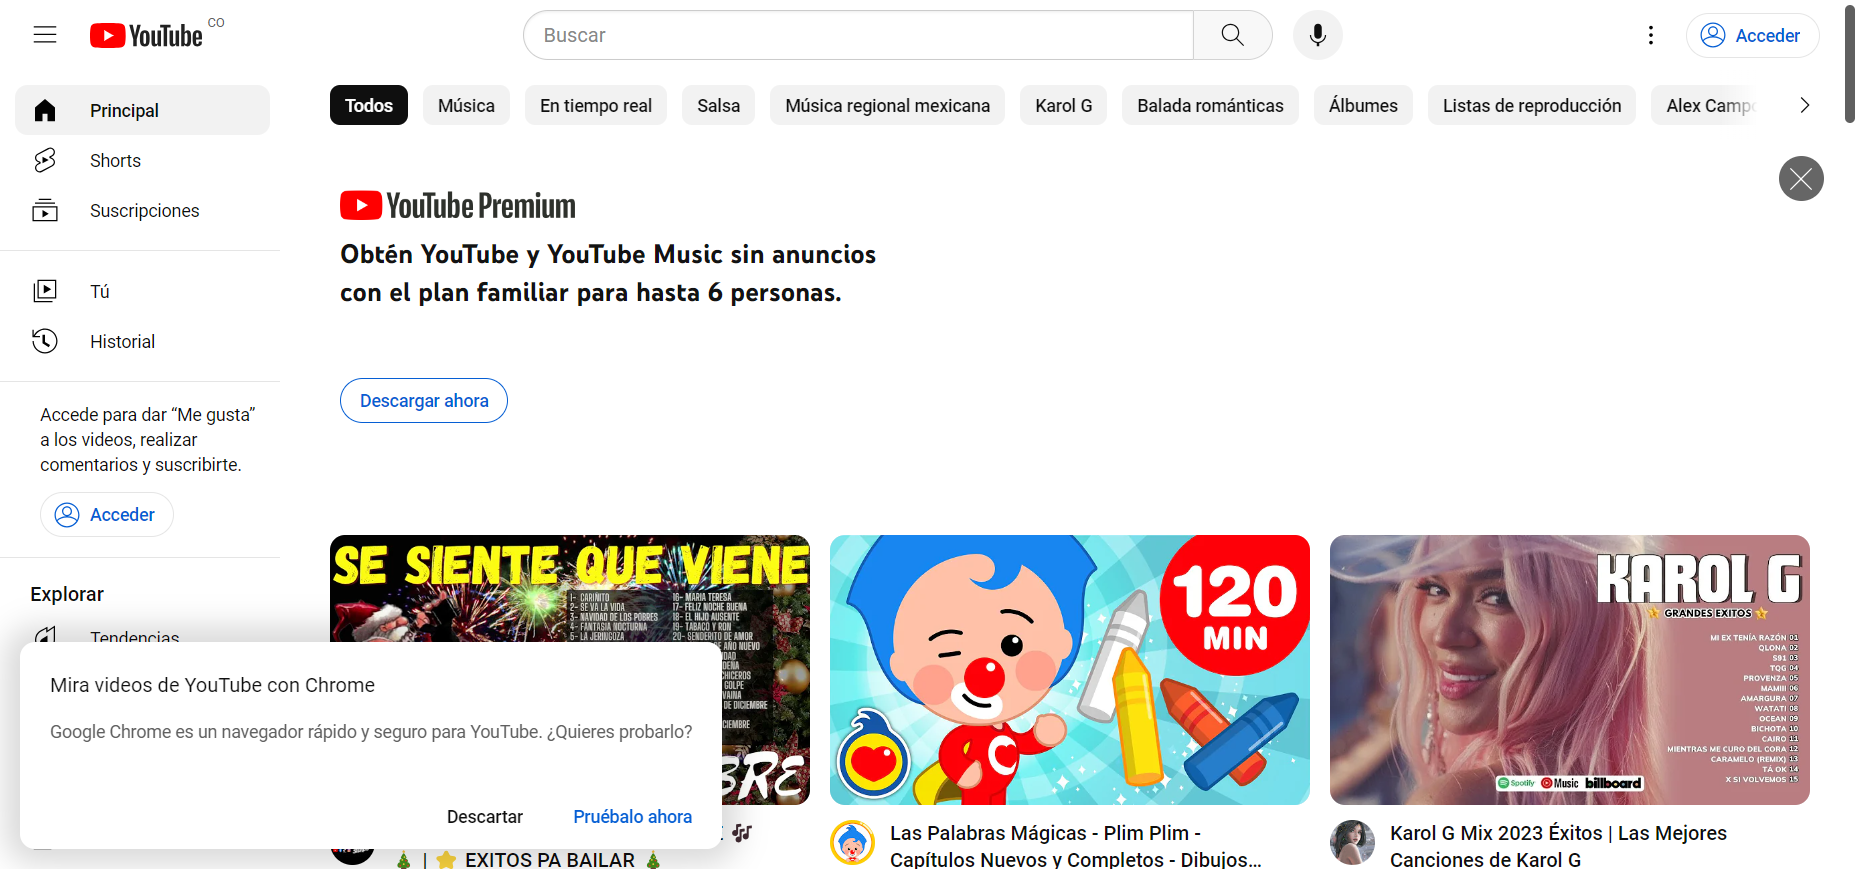 YouTube CO
Buscar
Acceder
Principal
Shorts
Suscripciones
Tú
Historial
Accede para dar “Me gusta”
a los videos, realizar
comentarios y suscribirte.
Acceder
Explorar
Tendencias
Todos
Música
En tiempo real
Salsa
Música regional mexicana
Karol G
Balada románticas
Álbumes
Listas de reproducción
Alex Campo
YouTube Premium
Obtén YouTube y YouTube Music sin anuncios
con el plan familiar para hasta 6 personas.
Descargar ahora
SE SIENTE QUE VIENE
1- CARIÑITO
2- SE VA LA VIDA
3- NAVIDAD DE LOS POBRES
4- FANTASIA NOCTURNA
5- LA JERINGOZA
16- MARIA TERESA
17- FELIZ NOCHE BUENA
18- EL HIJO AUSENTE
19- TABACO Y RON
20- SENDERITO DE AMOR
DE AÑO NUEVO
GOLPE
DE DICIEMBRE
BRE
🎄 | ⭐ EXITOS PA BAILAR 🎄
120
MIN
Las Palabras Mágicas - Plim Plim -
Capítulos Nuevos y Completos - Dibujos...
KAROL G
GRANDES EXITOS
MI EX TENÍA RAZÓN 01
QLONA 02
S91 03
TQG 04
PROVENZA 05
MAMIII 06
AMARGURA 07
WATATI 08
OCEAN 09
BICHOTA 10
CAIRO 11
MIENTRAS ME CURO DEL CORA 12
CARAMELO (REMIX) 13
TÁ OK 14
X SI VOLVEMOS 15
Spotify Music billboard
Karol G Mix 2023 Éxitos | Las Mejores
Canciones de Karol G
Mira videos de YouTube con Chrome
Google Chrome es un navegador rápido y seguro para YouTube. ¿Quieres probarlo?
Descartar
Pruébalo ahora